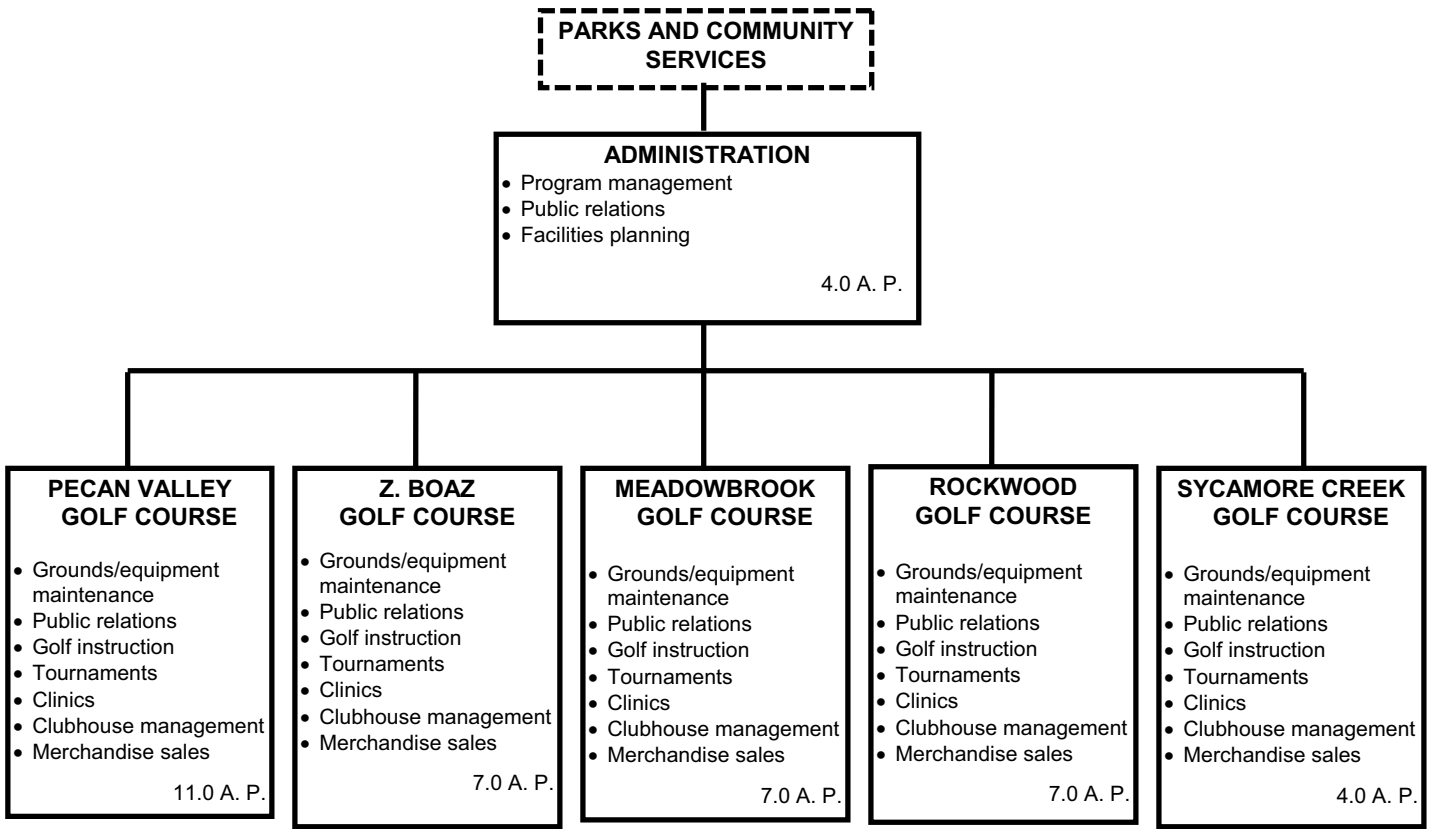 PARKS AND COMMUNITY
SERVICES
ADMINISTRATION
• Program management
• Public relations
• Facilities planning
4.0 A. P.
PECAN VALLEY
GOLF COURSE
• Grounds/equipment
maintenance
• Public relations
• Golf instruction
• Tournaments
• Clinics
• Clubhouse management
• Merchandise sales
11.0 A. P.
Z. BOAZ
GOLF COURSE
• Grounds/equipment
maintenance
• Public relations
• Golf instruction
• Tournaments
• Clinics
• Clubhouse management
• Merchandise sales
7.0 A. P.
MEADOWBROOK
GOLF COURSE
• Grounds/equipment
maintenance
• Public relations
• Golf instruction
• Tournaments
• Clinics
• Clubhouse management
• Merchandise sales
7.0 A. P.
ROCKWOOD
GOLF COURSE
• Grounds/equipment
maintenance
• Public relations
• Golf instruction
• Tournaments
• Clinics
• Clubhouse management
• Merchandise sales
7.0 A. P.
SYCAMORE CREEK
GOLF COURSE
• Grounds/equipment
maintenance
• Public relations
• Golf instruction
• Tournaments
• Clinics
• Clubhouse management
• Merchandise sales
4.0 A. P.